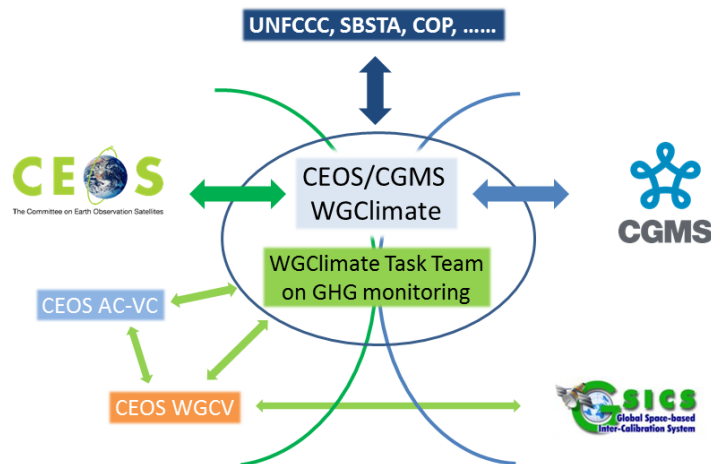 UNFCCC, SBSTA, COP, ......
CEOS
The Committee on Earth Observation Satellites
CEOS/CGMS
WGClimate
CGMS
WGClimate Task Team
on GHG monitoring
CEOS AC-VC
CEOS WGCV
GSICS
Global Space-based
Inter-Calibration System